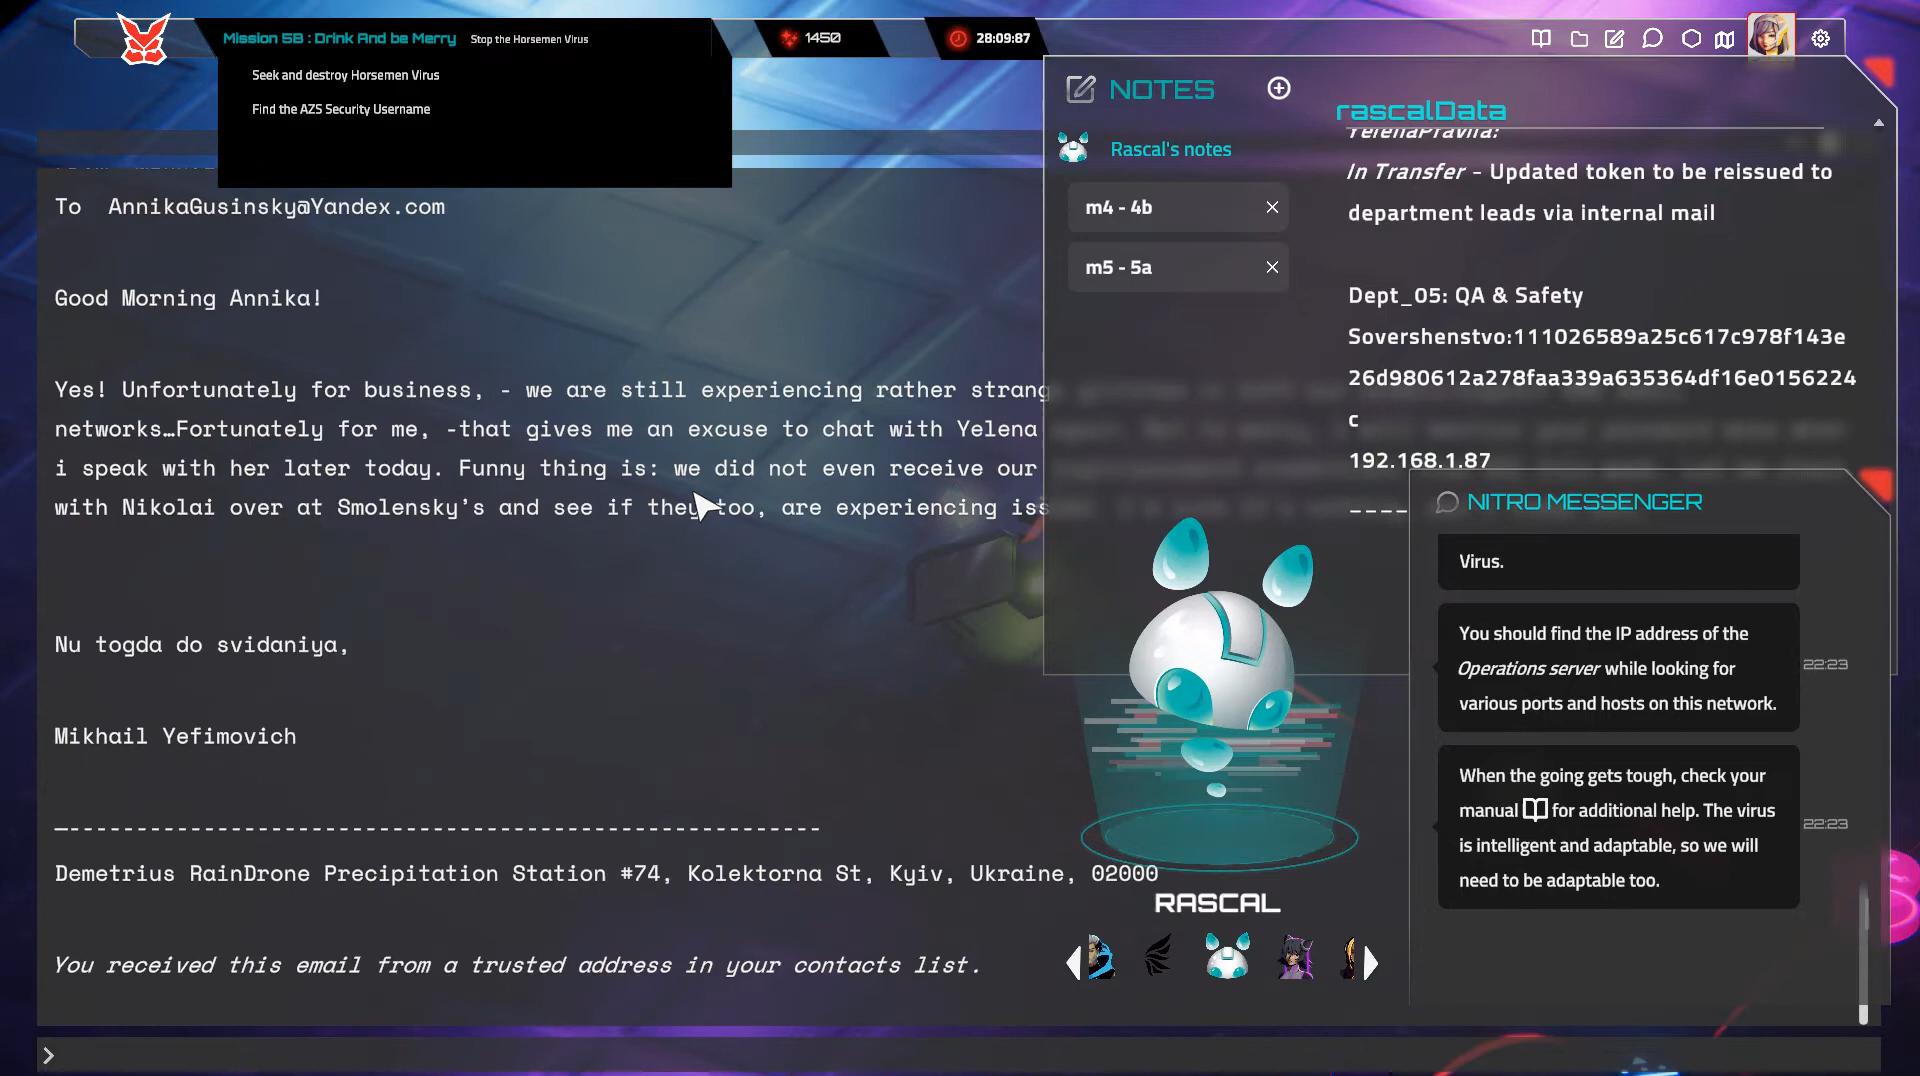 Mission 5B : Drink And be Merry Stop the Horsemen Virus
1450
28:09:87
Seek and destroy Horsemen Virus
Find the AZS Security Username
To AnnikaGusinsky@Yandex.com
Good Morning Annika!
Yes! Unfortunately for business, - we are still experiencing rather strang
networks…Fortunately for me, -that gives me an excuse to chat with Yelena
i speak with her later today. Funny thing is: we did not even receive our
with Nikolai over at Smolensky's and see if they too, are experiencing iss
Nu togda do svidaniya,
Mikhail Yefimovich
—--------------------------------------------------------
Demetrius RainDrone Precipitation Station #74, Kolektorna St, Kyiv, Ukraine, 02000
You received this email from a trusted address in your contacts list.
>
NOTES
Rascal's notes
m4 - 4b
m5 - 5a
rascalData
YelenaPravita:
In Transfer - Updated token to be reissued to
department leads via internal mail
Dept_05: QA & Safety
Sovershenstvo:111026589a25c617c978f143e
26d980612a278faa339a635364df16e0156224
c
192.168.1.87
----
RASCAL
NITRO MESSENGER
Virus.
You should find the IP address of the
Operations server while looking for
various ports and hosts on this network.
22:23
When the going gets tough, check your
manual for additional help. The virus
is intelligent and adaptable, so we will
need to be adaptable too.
22:23